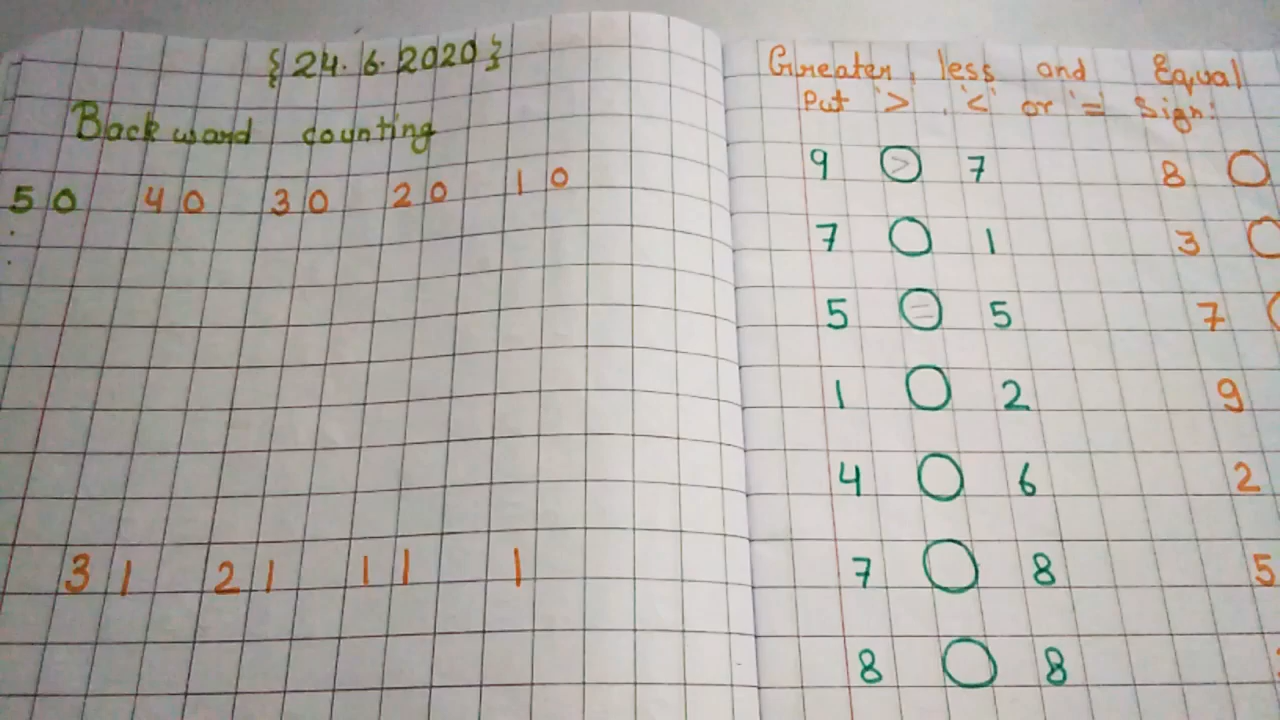 {24.6.2020}
Backward counting
50 40 30 20 10
31 21 11 1
Greater, less and Equal
Put '>', '<' or '=' Sign:
9 > 7 8
7 1 3
5 = 5 7
1 2 9
4 6 2
7 8 5
8 8